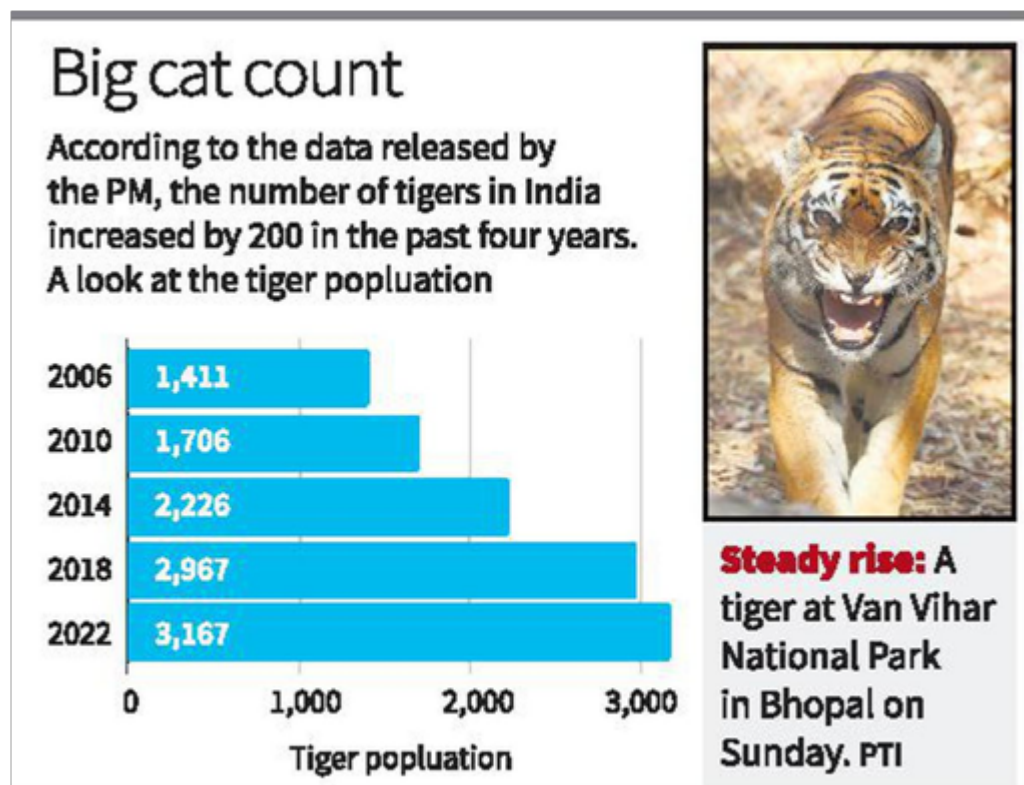 Big cat count
According to the data released by
the PM, the number of tigers in India
increased by 200 in the past four years.
A look at the tiger popluation
2006 1,411
2010 1,706
2014 2,226
2018 2,967
2022 3,167
0 1,000 2,000 3,000
Tiger popluation
Steady rise: A
tiger at Van Vihar
National Park
in Bhopal on
Sunday. PTI